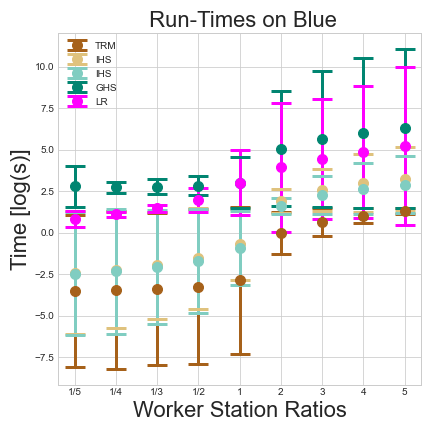 Run-Times on Blue
TRM
IHS
IHS
GHS
LR
Time [log(s)]
10.0
7.5
5.0
2.5
0.0
−2.5
−5.0
−7.5
1/5 1/4 1/3 1/2 1 2 3 4 5
Worker Station Ratios